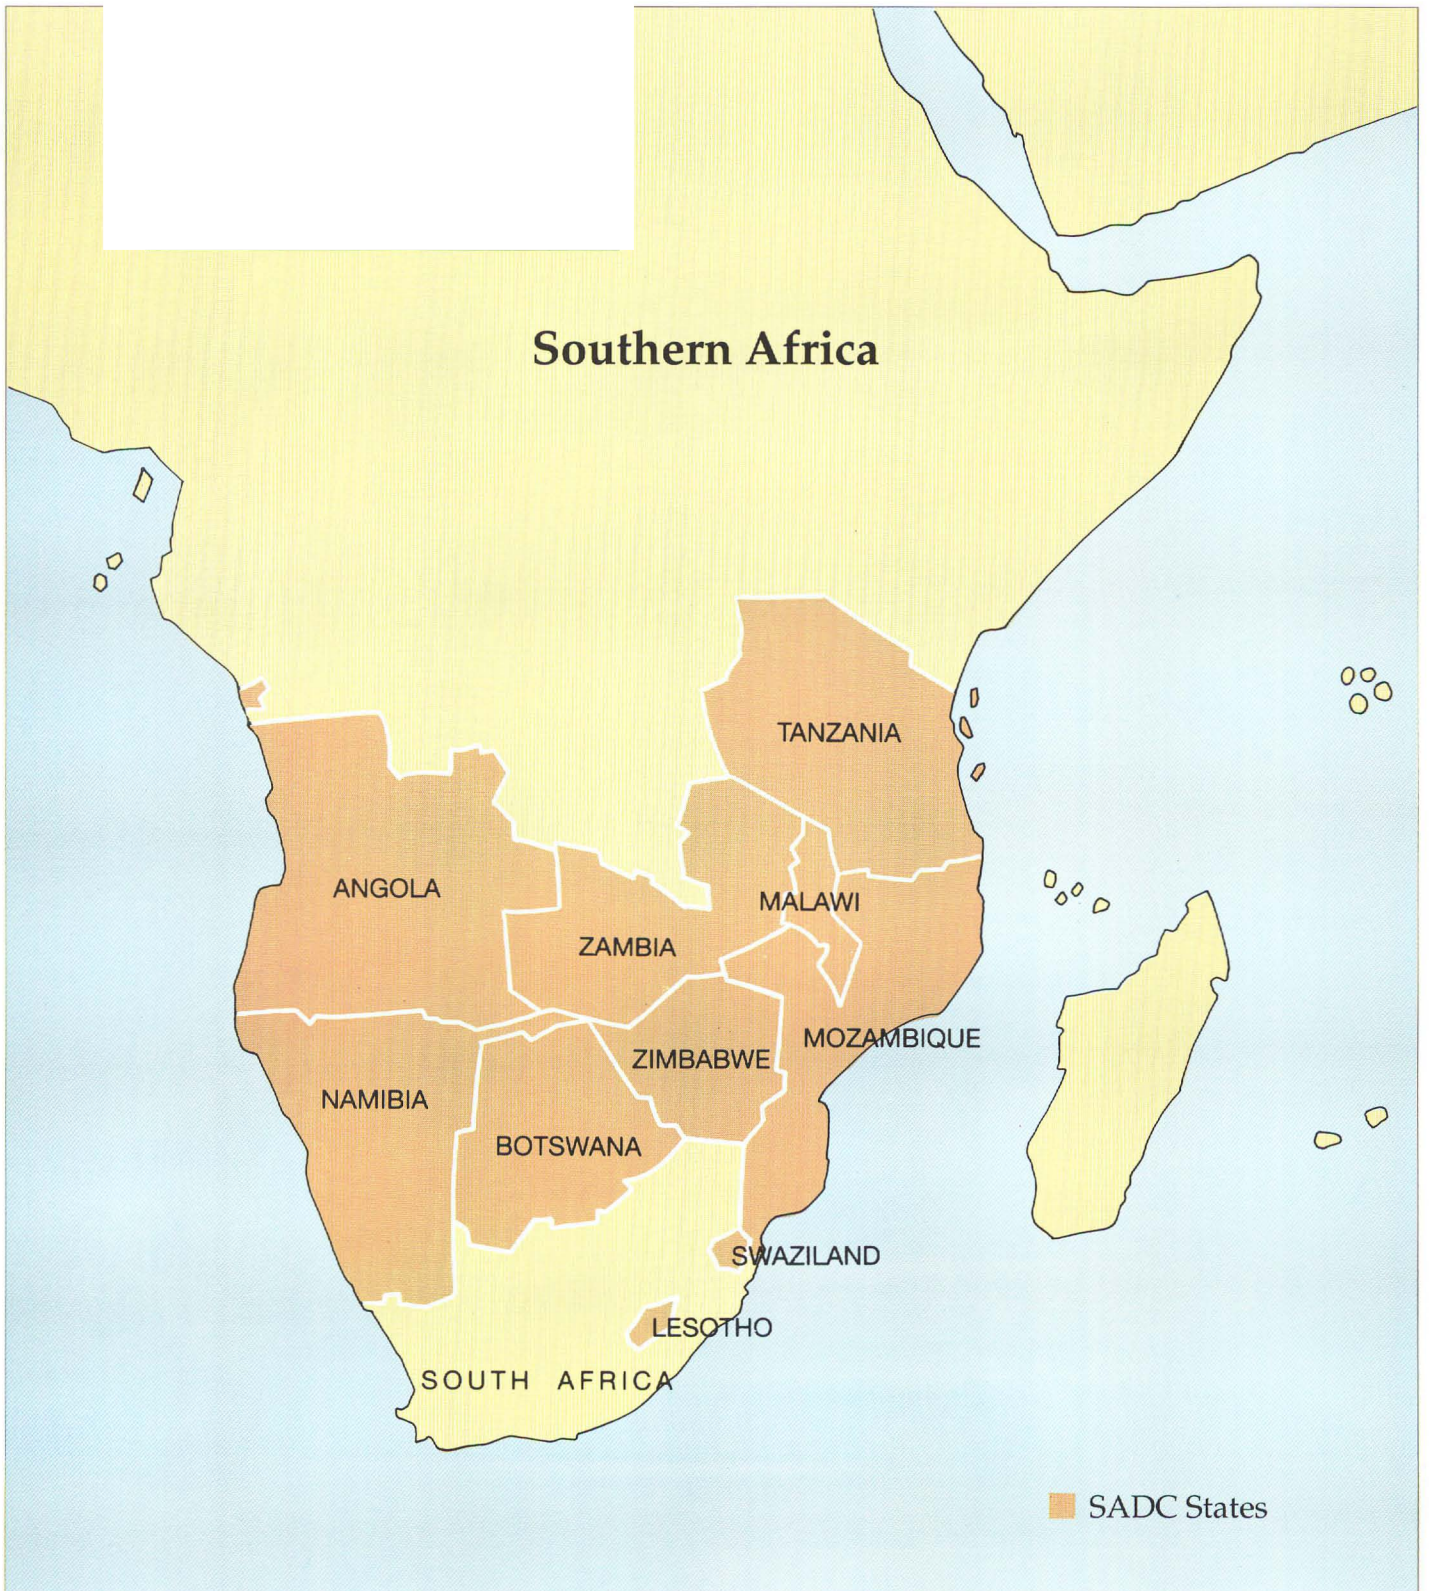 Southern Africa
TANZANIA
ANGOLA
MALAWI
ZAMBIA
MOZAMBIQUE
ZIMBABWE
NAMIBIA
BOTSWANA
SWAZILAND
LESOTHO
SOUTH AFRICA
SADC States